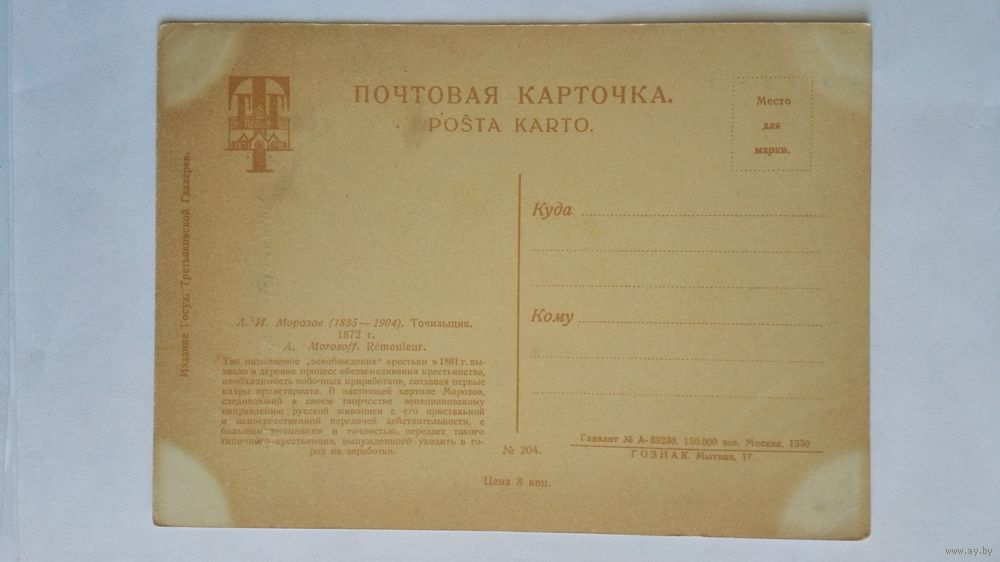 ПОЧТОВАЯ КАРТОЧКА.
POŜTA KARTO.
Место
для
марки.
Издание Госуд. Третьяковской Галлереи.
Куда
Кому
А. И. Морозов (1835—1904). Точильщик.
1872 г.
A. Morosoff. Rémouleur.
Так называемое „освобождение" крестьян в 1861 г. вы-
звало в деревне процесс обезземеливания крестьянства,
необходимость побочных приработков, создавая первые
кадры пролетариата. В настоящей картине Морозов,
следовавший в своем творчестве венециановскому
направлению русской живописи с его пристальной
и непосредственной передачей действительности, с
большим вниманием и точностью передает такого
типичного крестьянина, вынужденного уходить в го-
род на заработки.
№ 204.
Главлит № А-69230. 150.000 экз. Москва, 1930.
ГОЗНАК. Мытная, 17
Цена 8 коп.
www.ay.by